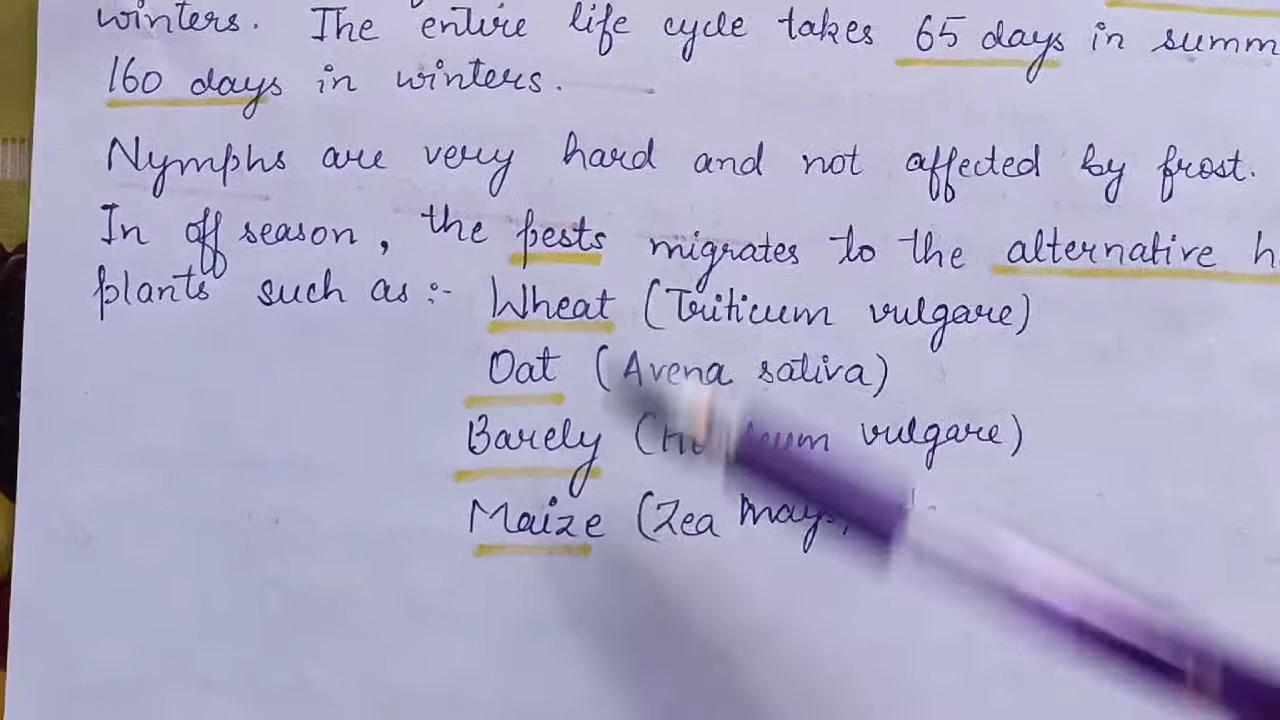 winters. The entire life cycle takes 65 days in
160 days in winters.
Nymphs are very hard and not affected by frost.
In off season, the pests migrates to the alternative
plants such as :- Wheat (Triticum vulgare)
Oat (Avena sativa)
Barely ( vulgare)
Maize (Zea mays